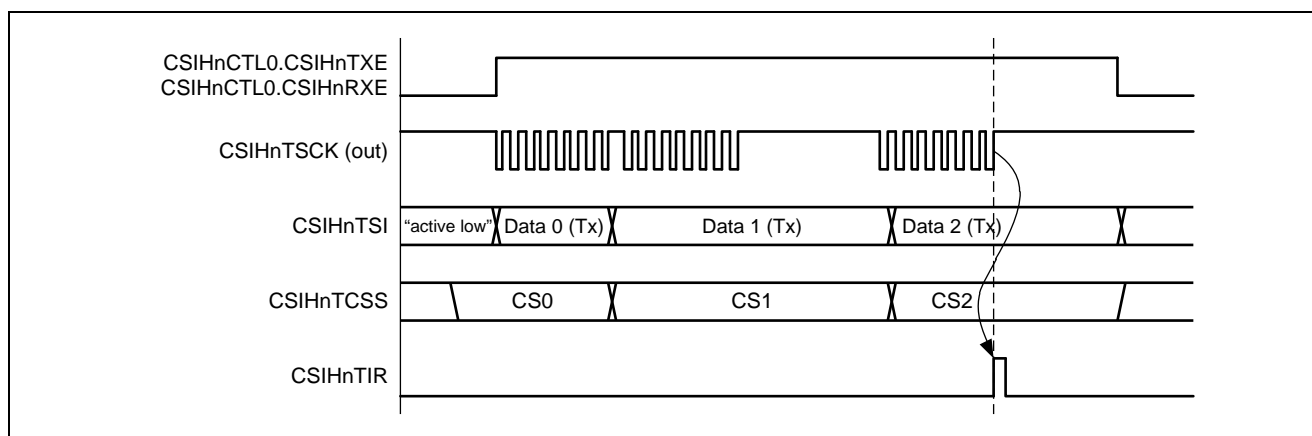 CSIHnCTL0.CSIHnTXE
CSIHnCTL0.CSIHnRXE
CSIHnTSCK (out)
CSIHnTSI “active low” Data 0 (Tx) Data 1 (Tx) Data 2 (Tx)
CSIHnTCSS CS0 CS1 CS2
CSIHnTIR